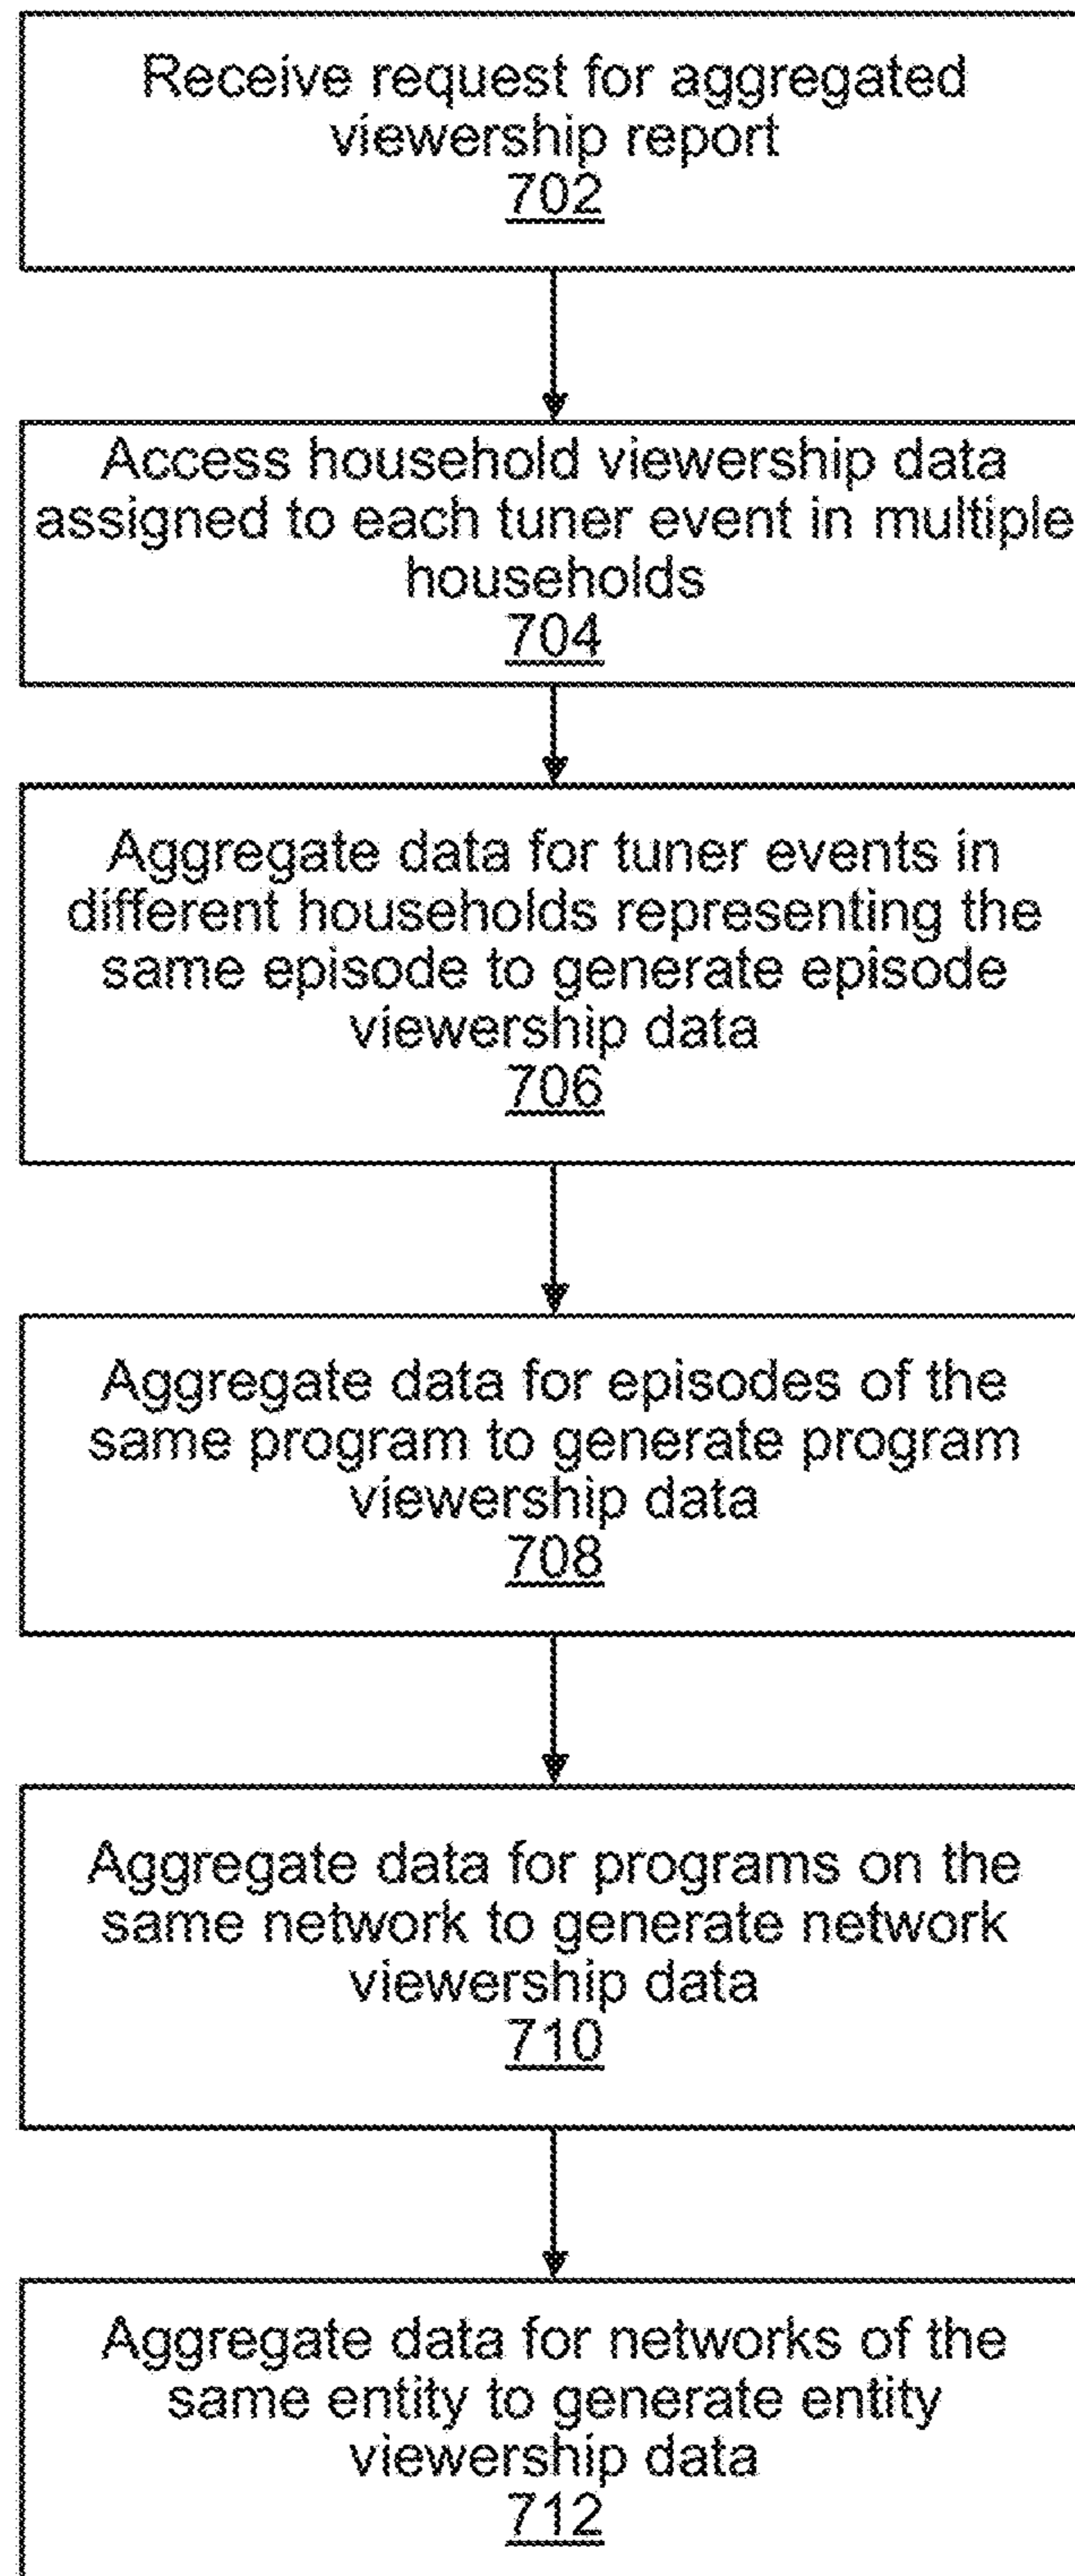 Receive request for aggregated
viewership report
702
Access household viewership data
assigned to each tuner event in multiple
households
704
Aggregate data for tuner events in
different households representing the
same episode to generate episode
viewership data
706
Aggregate data for episodes of the
same program to generate program
viewership data
708
Aggregate data for programs on the
same network to generate network
viewership data
710
Aggregate data for networks of the
same entity to generate entity
viewership data
712